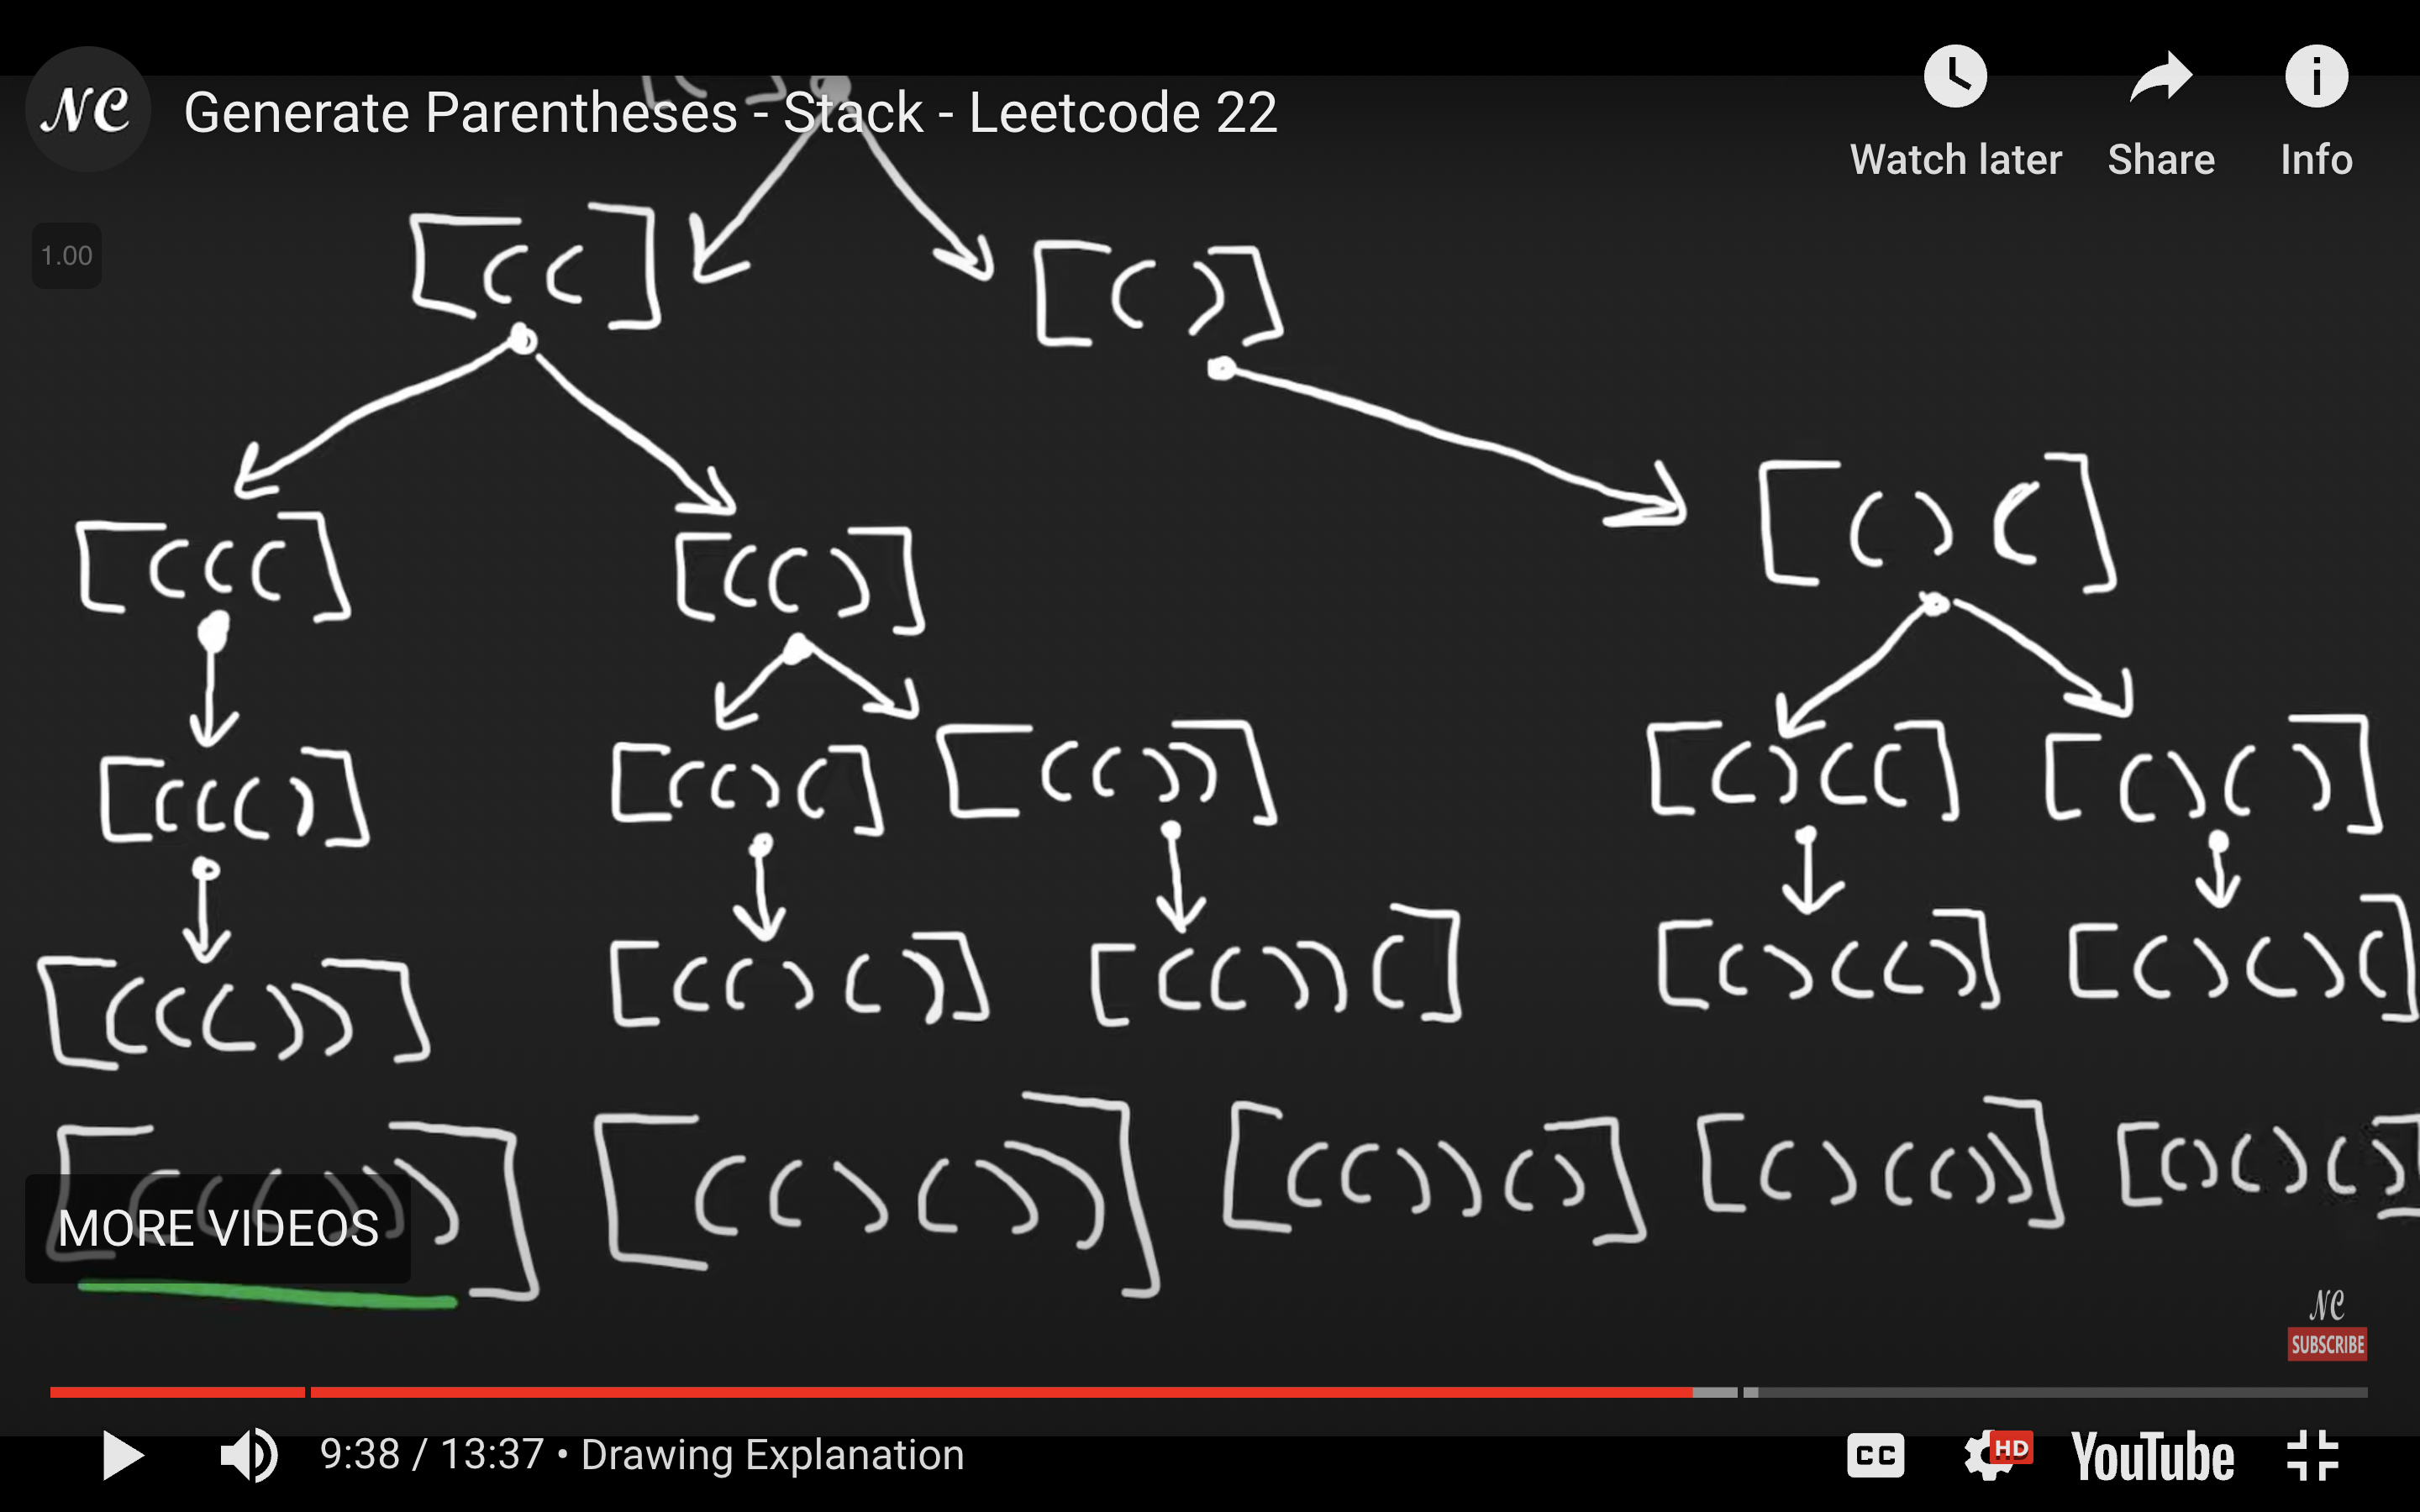 NC Generate Parentheses - Stack - Leetcode 22
Watch later Share Info
1.00
[((] [()]
[(((] [(()] [()(]
[((()] [(()(] [(())] [()((] [()()]
[((())] [(()()] [(())(] [()(()] [()()(]
[((()))] [(()())] [(())()] [()(())] [()()()]
MORE VIDEOS
NC
SUBSCRIBE
9:38 / 13:37 • Drawing Explanation CC HD YouTube